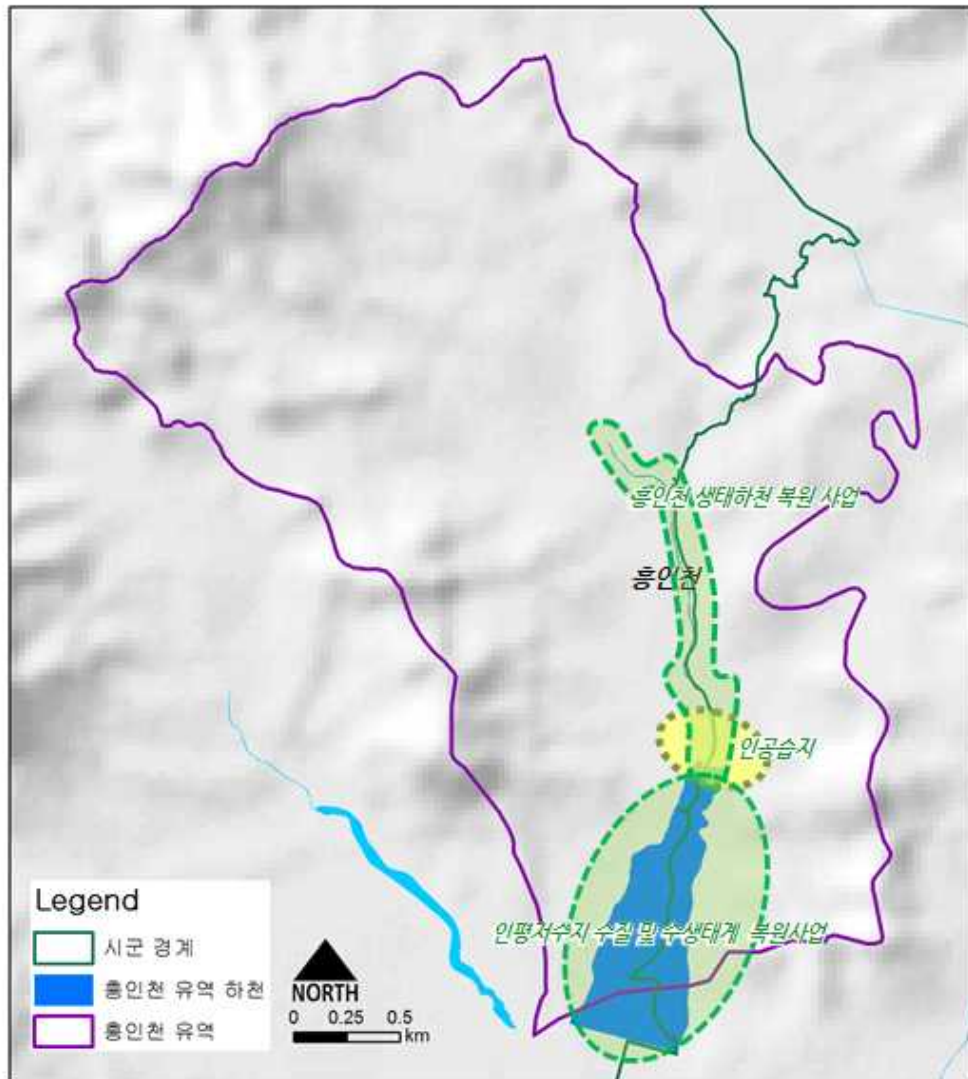 흥인천 생태하천 복원 사업
흥인천
인공습지
인평저수지 수질 및 수생태계 복원사업
Legend
시군 경계
흥인천 유역 하천
흥인천 유역
NORTH
0 0.25 0.5
km